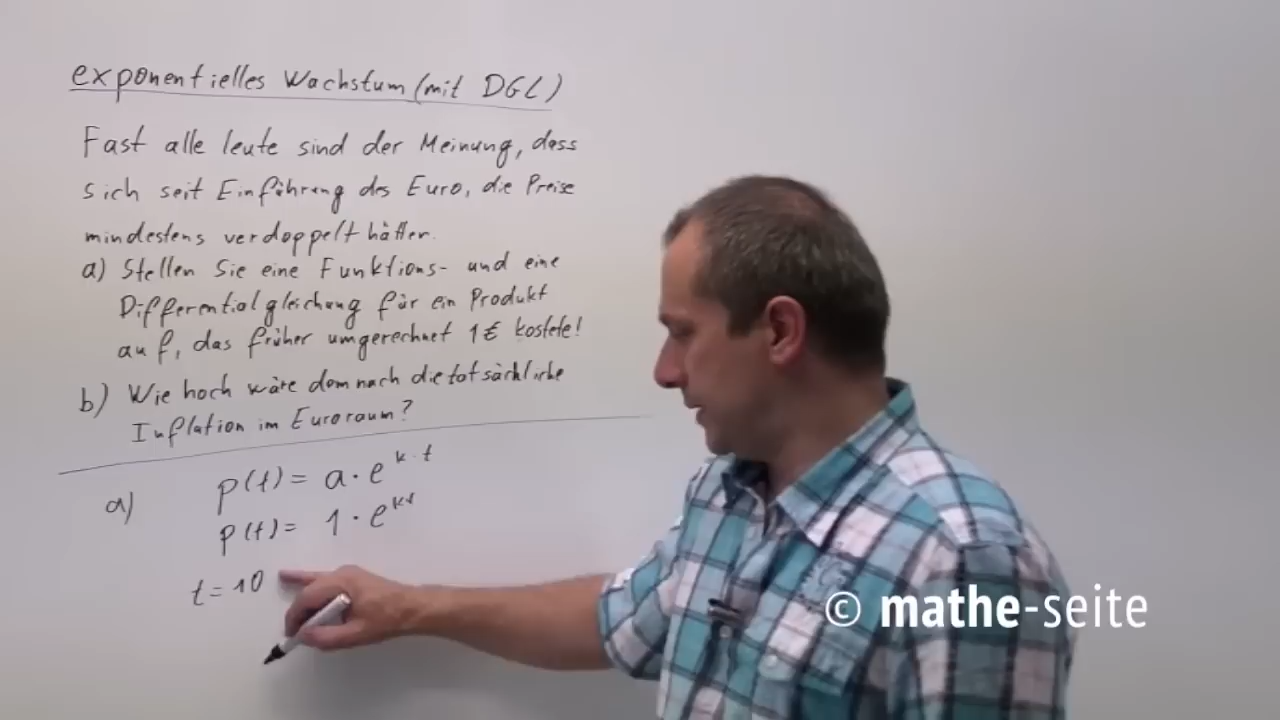 exponentielles Wachstum (mit DGL)
Fast alle leute sind der Meinung, dass
sich seit Einführung des Euro, die Preise
mindestens verdoppelt hätten.
a) Stellen Sie eine Funktions- und eine
Differentialgleichung für ein Produkt
auf, das früher umgerechnet 1€ kostete!
b) Wie hoch wäre demnach die tatsächliche
Inflation im Euroraum?
a) p(t) = a · e^{k·t}
p(t) = 1 · e^{kt}
t = 10
© mathe-seite